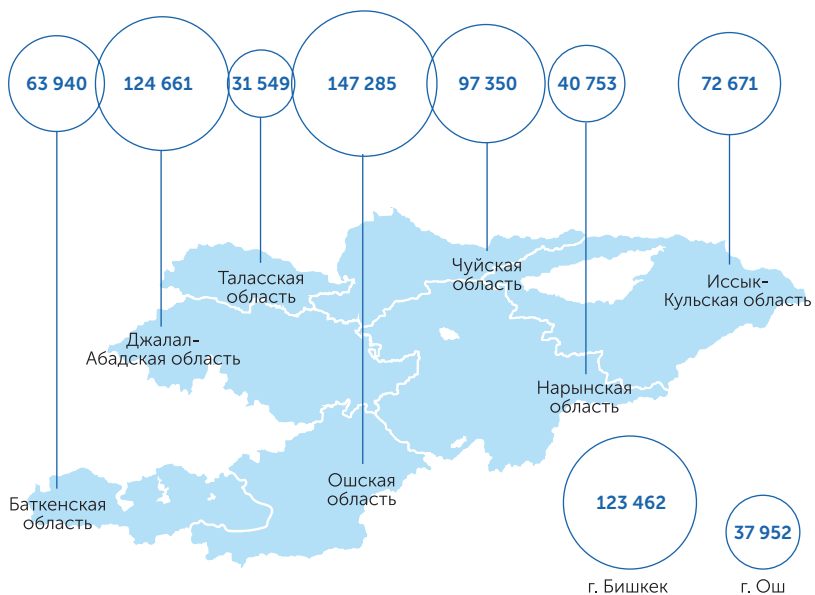 63 940
124 661
31 549
147 285
97 350
40 753
72 671
Таласская
область
Чуйская
область
Иссык-
Кульская область
Джалал-
Абадская область
Нарынская
область
Ошская
область
Баткенская
область
123 462
37 952
г. Бишкек
г. Ош